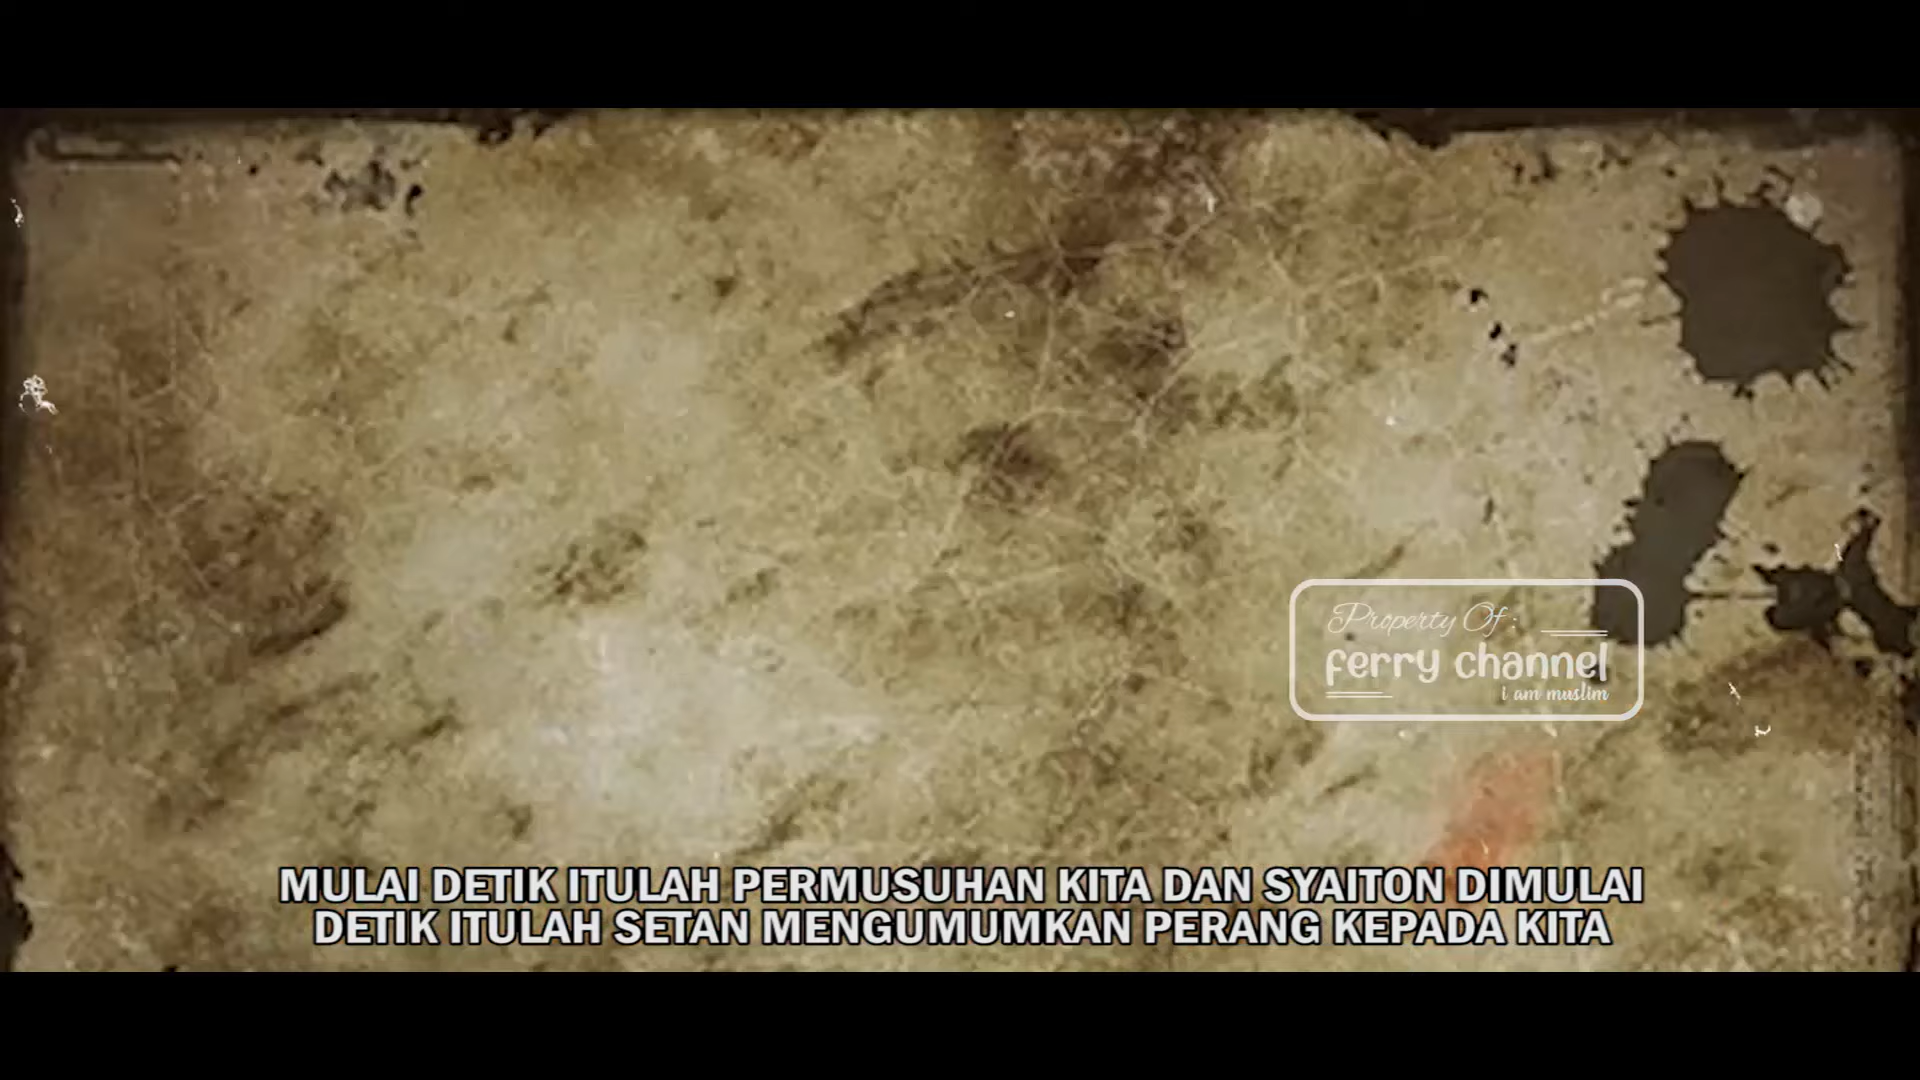 Property Of :
ferry channel
i am muslim
MULAI DETIK ITULAH PERMUSUHAN KITA DAN SYAITON DIMULAI
DETIK ITULAH SETAN MENGUMUMKAN PERANG KEPADA KITA